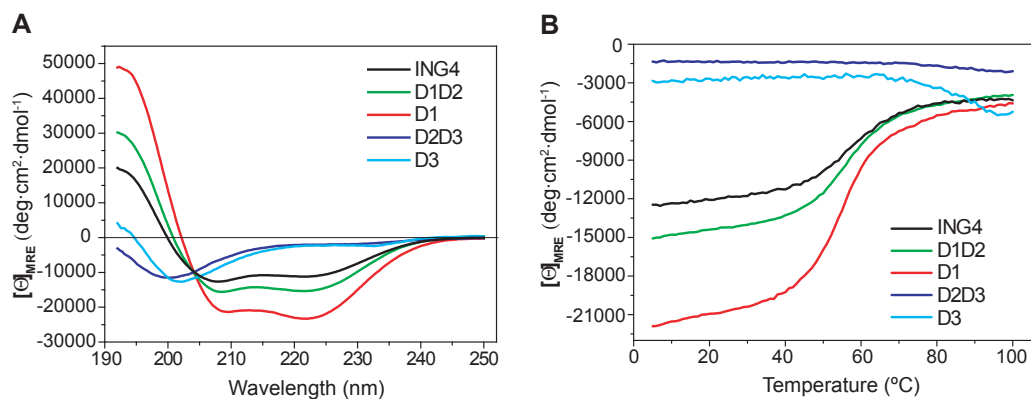 A
50000
40000
30000
20000
10000
0
-10000
-20000
-30000
190
200
210
220
230
240
250
[Θ]MRE (deg·cm²·dmol⁻¹)
Wavelength (nm)
ING4
D1D2
D1
D2D3
D3
B
0
-3000
-6000
-9000
-12000
-15000
-18000
-21000
0
20
40
60
80
100
[Θ]MRE (deg·cm²·dmol⁻¹)
Temperature (ºC)
ING4
D1D2
D1
D2D3
D3